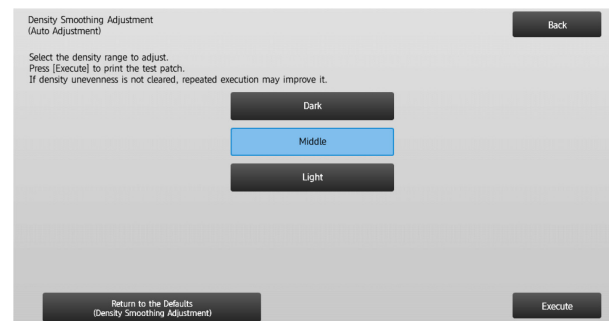 Density Smoothing Adjustment
(Auto Adjustment)
Back
Select the density range to adjust.
Press [Execute] to print the test patch.
If density unevenness is not cleared, repeated execution may improve it.
Dark
Middle
Light
Return to the Defaults
(Density Smoothing Adjustment)
Execute